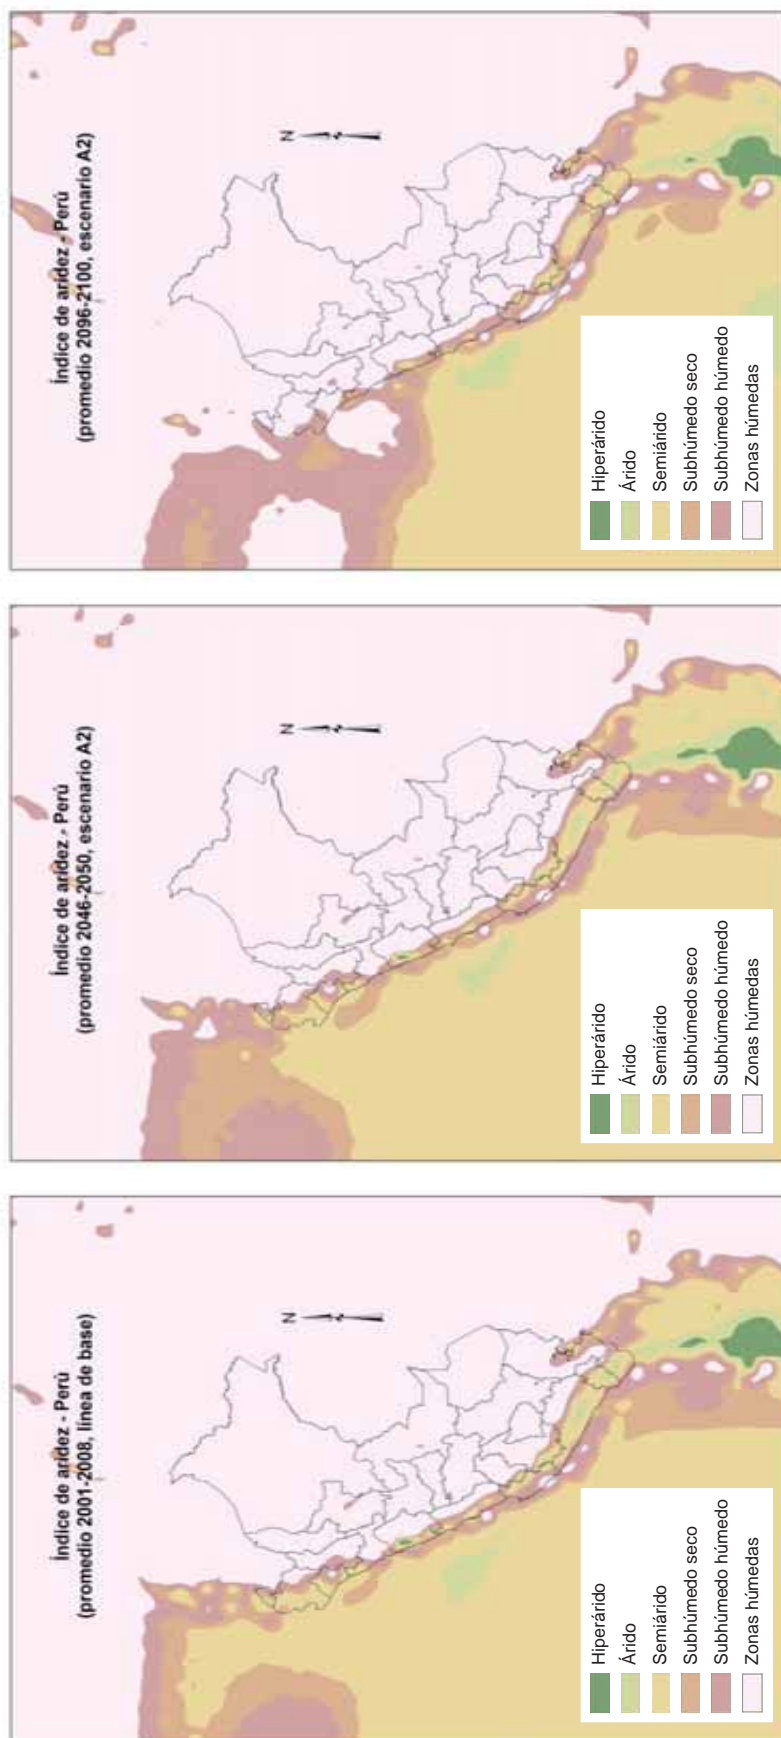 Índice de aridez - Perú
(promedio 2001-2008, línea de base)
N
Hiperárido
Árido
Semiárido
Subhúmedo seco
Subhúmedo húmedo
Zonas húmedas
Índice de aridez - Perú
(promedio 2046-2050, escenario A2)
N
Hiperárido
Árido
Semiárido
Subhúmedo seco
Subhúmedo húmedo
Zonas húmedas
Índice de aridez - Perú
(promedio 2096-2100, escenario A2)
N
Hiperárido
Árido
Semiárido
Subhúmedo seco
Subhúmedo húmedo
Zonas húmedas